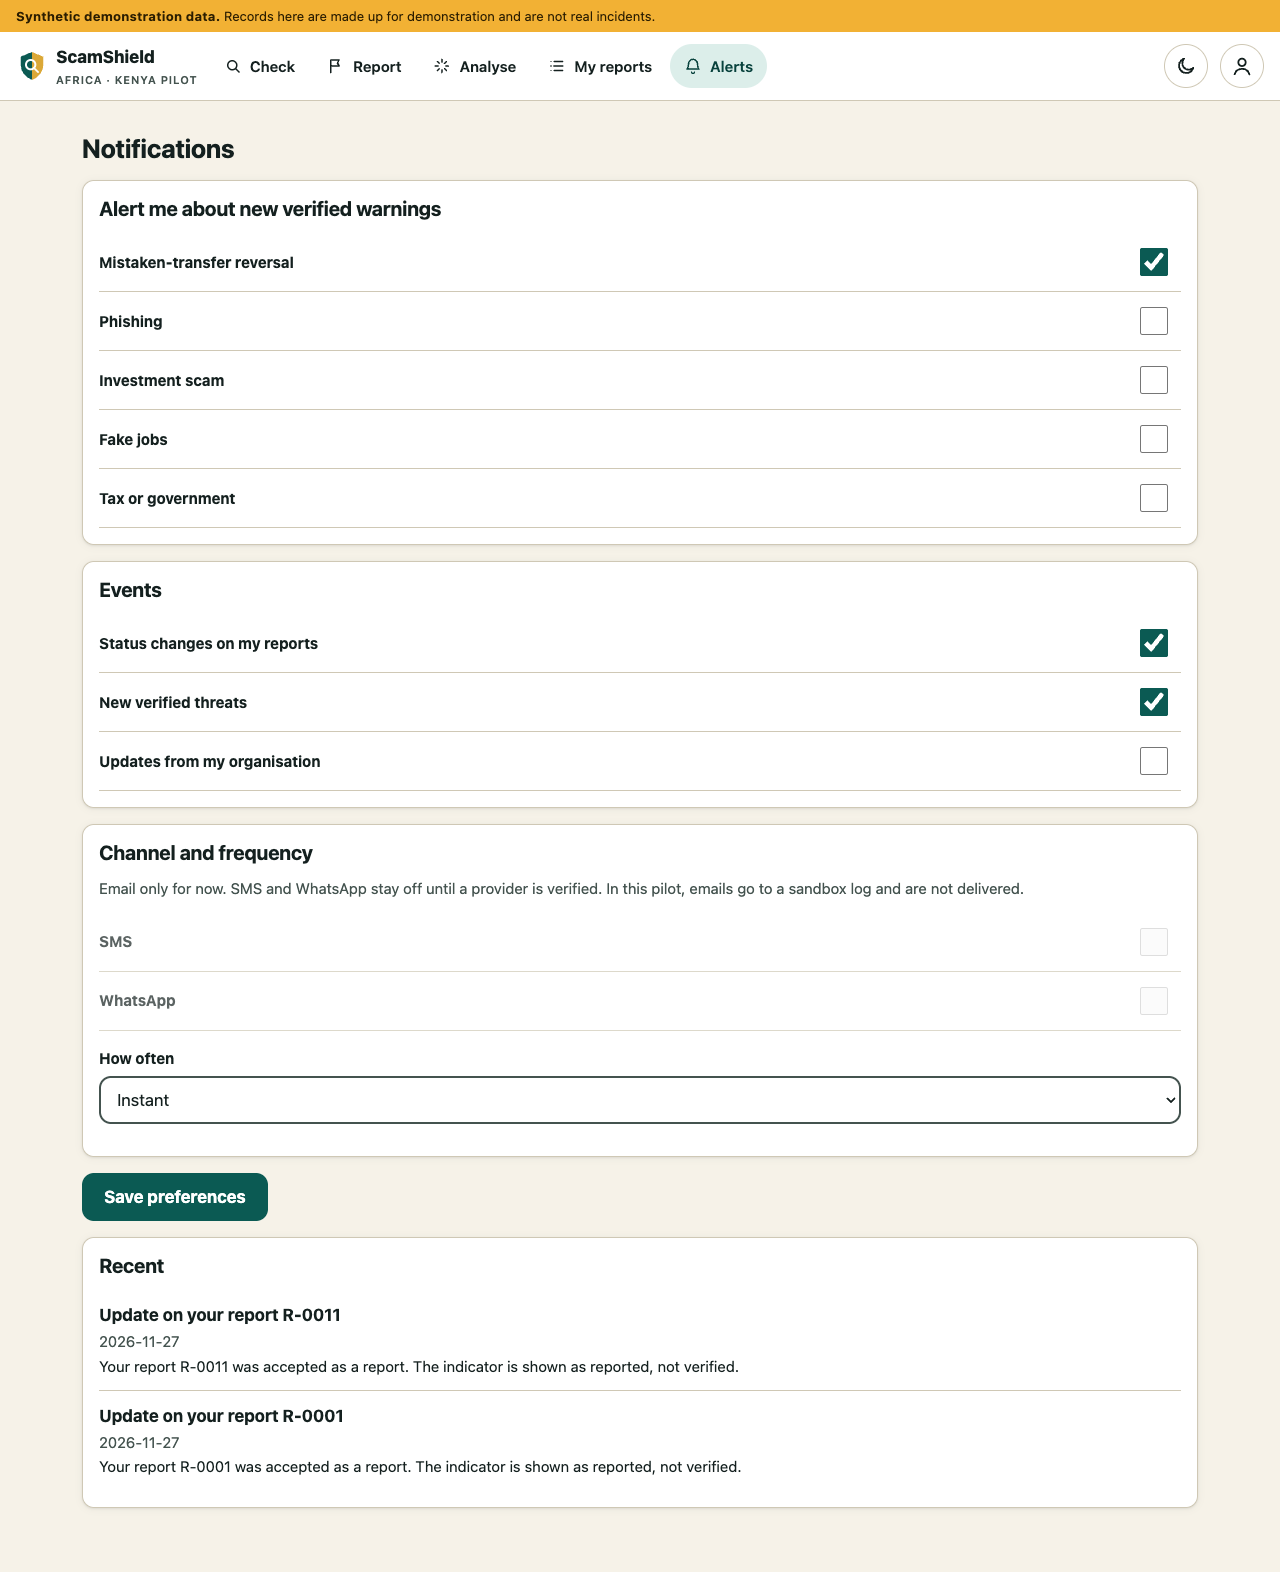 Synthetic demonstration data. Records here are made up for demonstration and are not real incidents.
ScamShield
AFRICA · KENYA PILOT
Check
Report
Analyse
My reports
Alerts
Notifications
Alert me about new verified warnings
Mistaken-transfer reversal
Phishing
Investment scam
Fake jobs
Tax or government
Events
Status changes on my reports
New verified threats
Updates from my organisation
Channel and frequency
Email only for now. SMS and WhatsApp stay off until a provider is verified. In this pilot, emails go to a sandbox log and are not delivered.
SMS
WhatsApp
How often
Instant
Save preferences
Recent
Update on your report R-0011
2026-11-27
Your report R-0011 was accepted as a report. The indicator is shown as reported, not verified.
Update on your report R-0001
2026-11-27
Your report R-0001 was accepted as a report. The indicator is shown as reported, not verified.